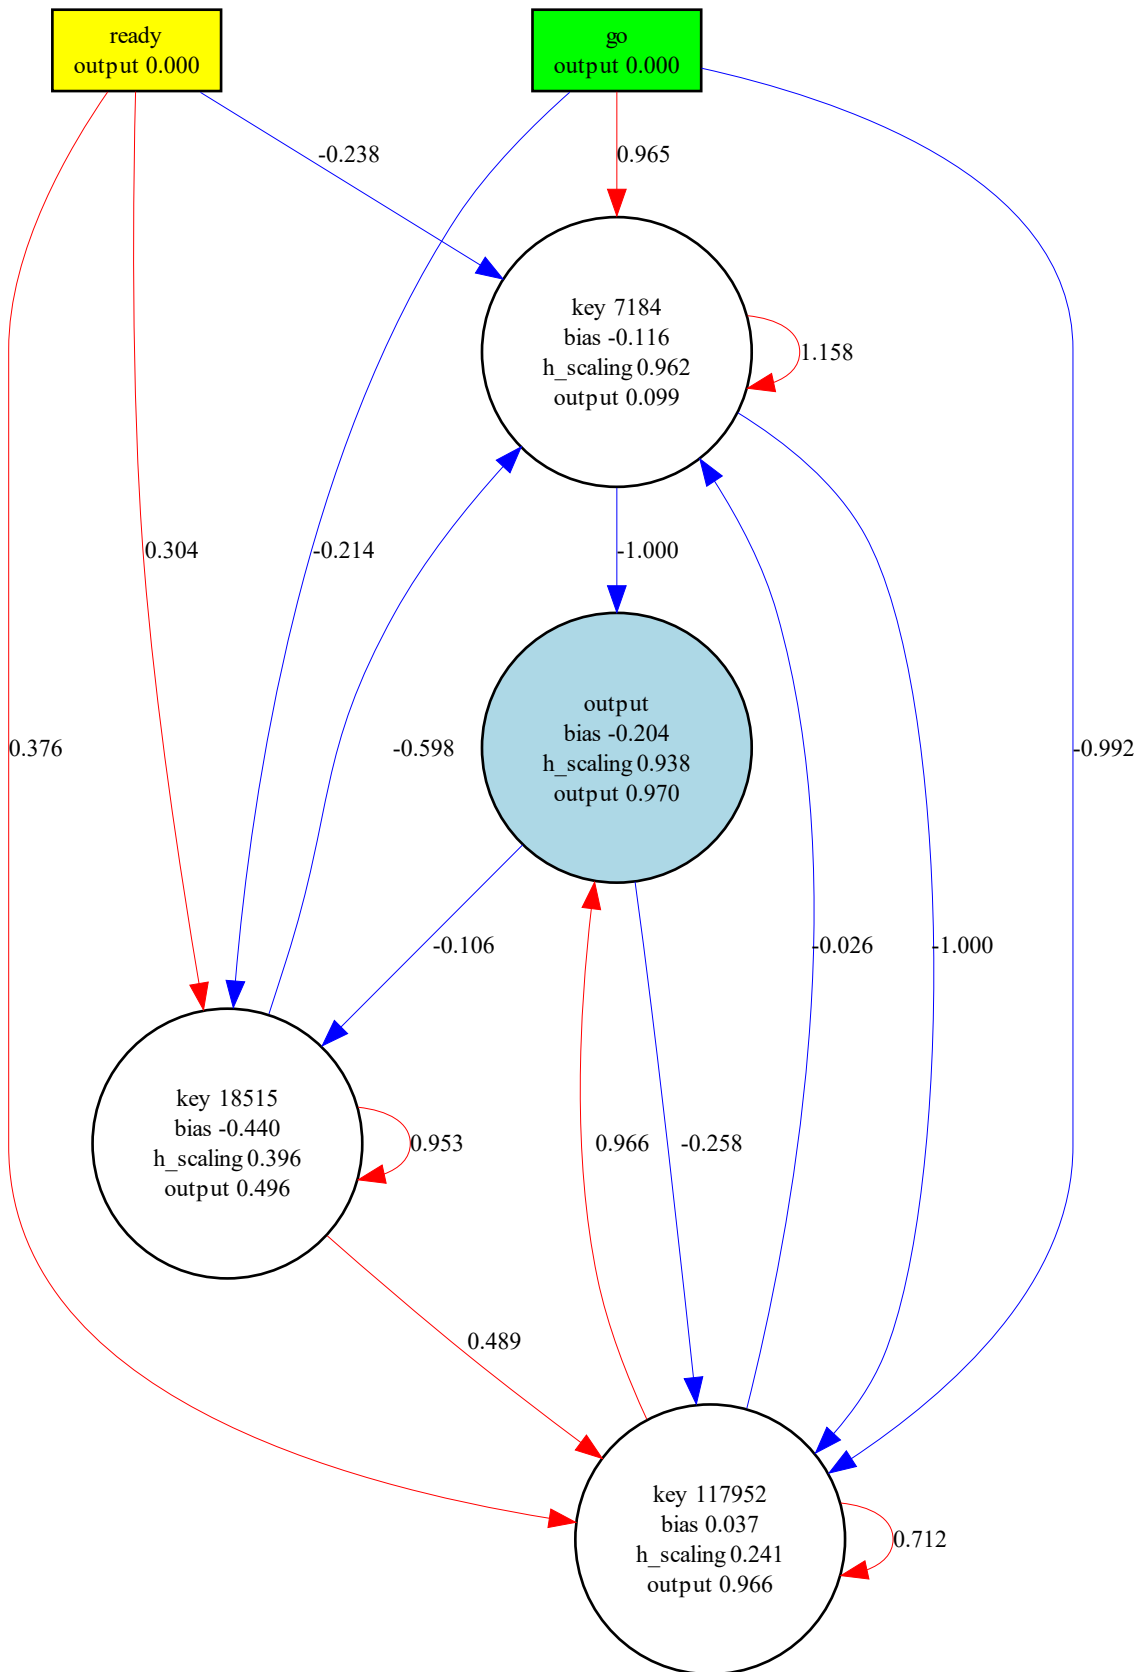 ready
output 0.000
go
output 0.000
-0.238
0.965
key 7184
bias -0.116
h_scaling 0.962
output 0.099
1.158
0.304
-0.214
-1.000
output
bias -0.204
h_scaling 0.938
output 0.970
0.376
-0.598
-0.992
-0.106
-0.026
-1.000
key 18515
bias -0.440
h_scaling 0.396
output 0.496
0.953
0.966
-0.258
0.489
key 117952
bias 0.037
h_scaling 0.241
output 0.966
0.712